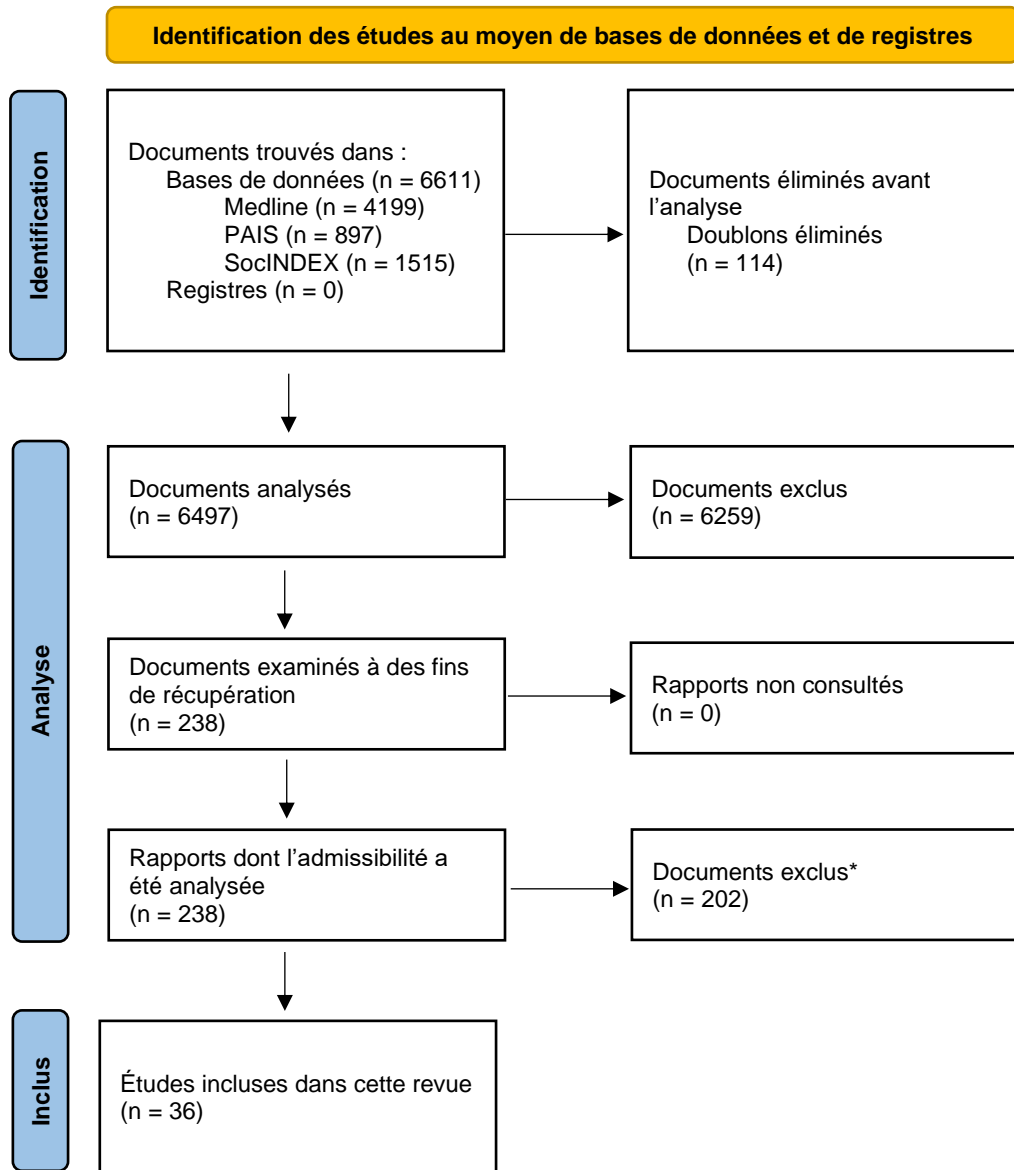 Identification des études au moyen de bases de données et de registres
Identification
Documents trouvés dans :
Bases de données (n = 6611)
Medline (n = 4199)
PAIS (n = 897)
SocINDEX (n = 1515)
Registres (n = 0)
Documents éliminés avant
l’analyse
Doublons éliminés
(n = 114)
Analyse
Documents analysés
(n = 6497)
Documents exclus
(n = 6259)
Documents examinés à des fins
de récupération
(n = 238)
Rapports non consultés
(n = 0)
Rapports dont l’admissibilité a
été analysée
(n = 238)
Documents exclus*
(n = 202)
Inclus
Études incluses dans cette revue
(n = 36)